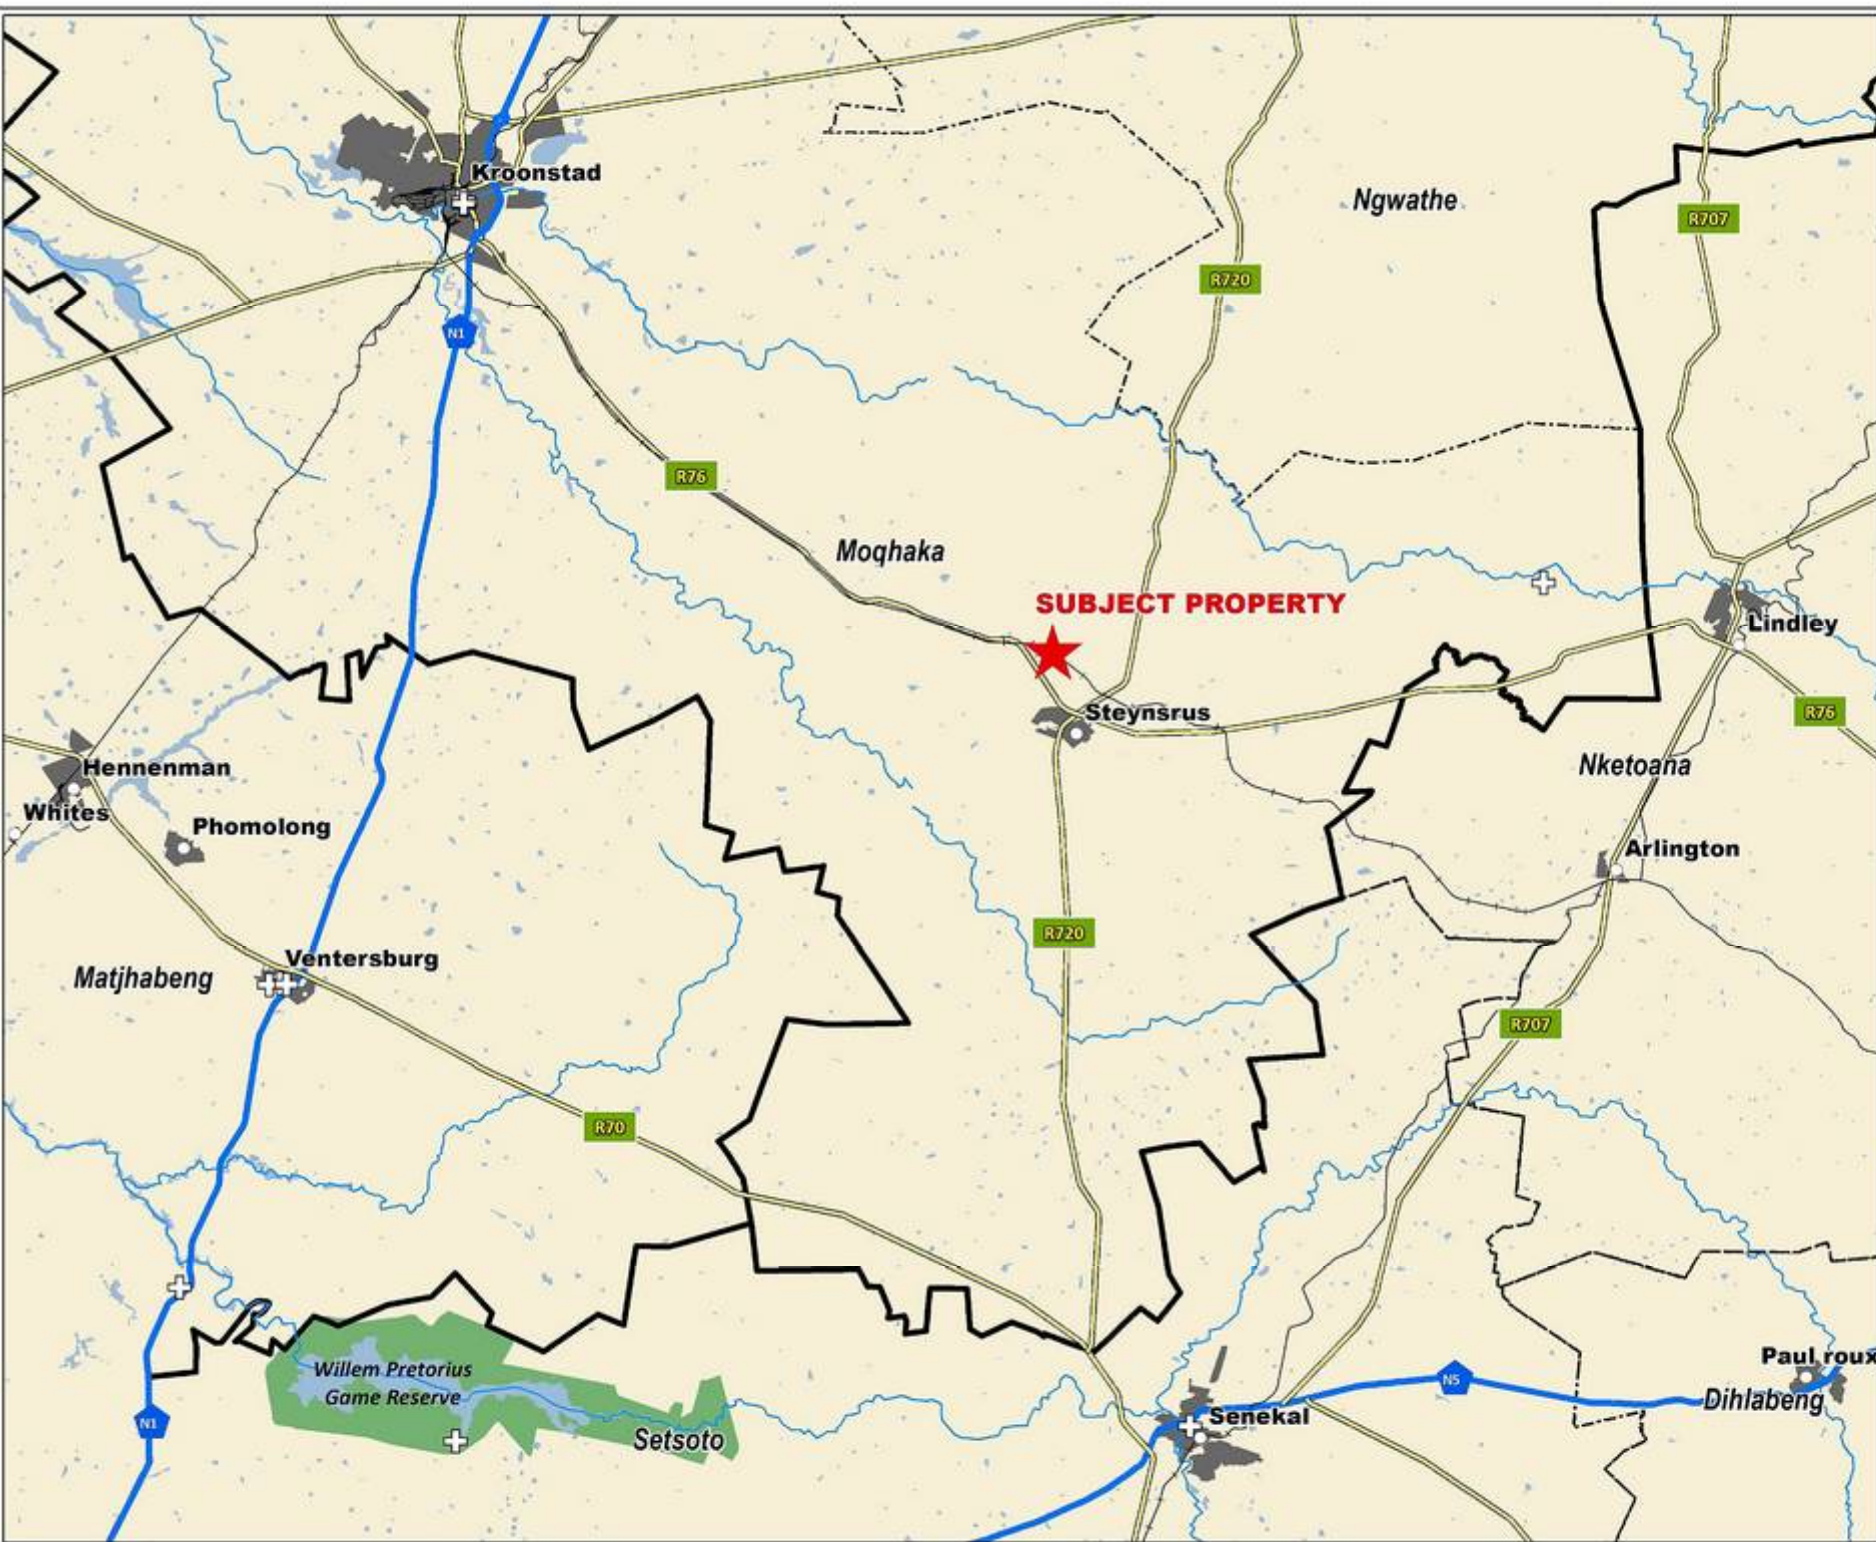 Kroonstad
Ngwathe
R707
R720
N1
R76
Moqhaka
SUBJECT PROPERTY
Lindley
Steynsrus
R76
Hennenman
Nketoana
Whites
Phomolong
Arlington
R720
Ventersburg
Matjhabeng
R707
R70
Willem Pretorius
Game Reserve
Paul roux
N5
Dihlabeng
N1
Senekal
Setsoto